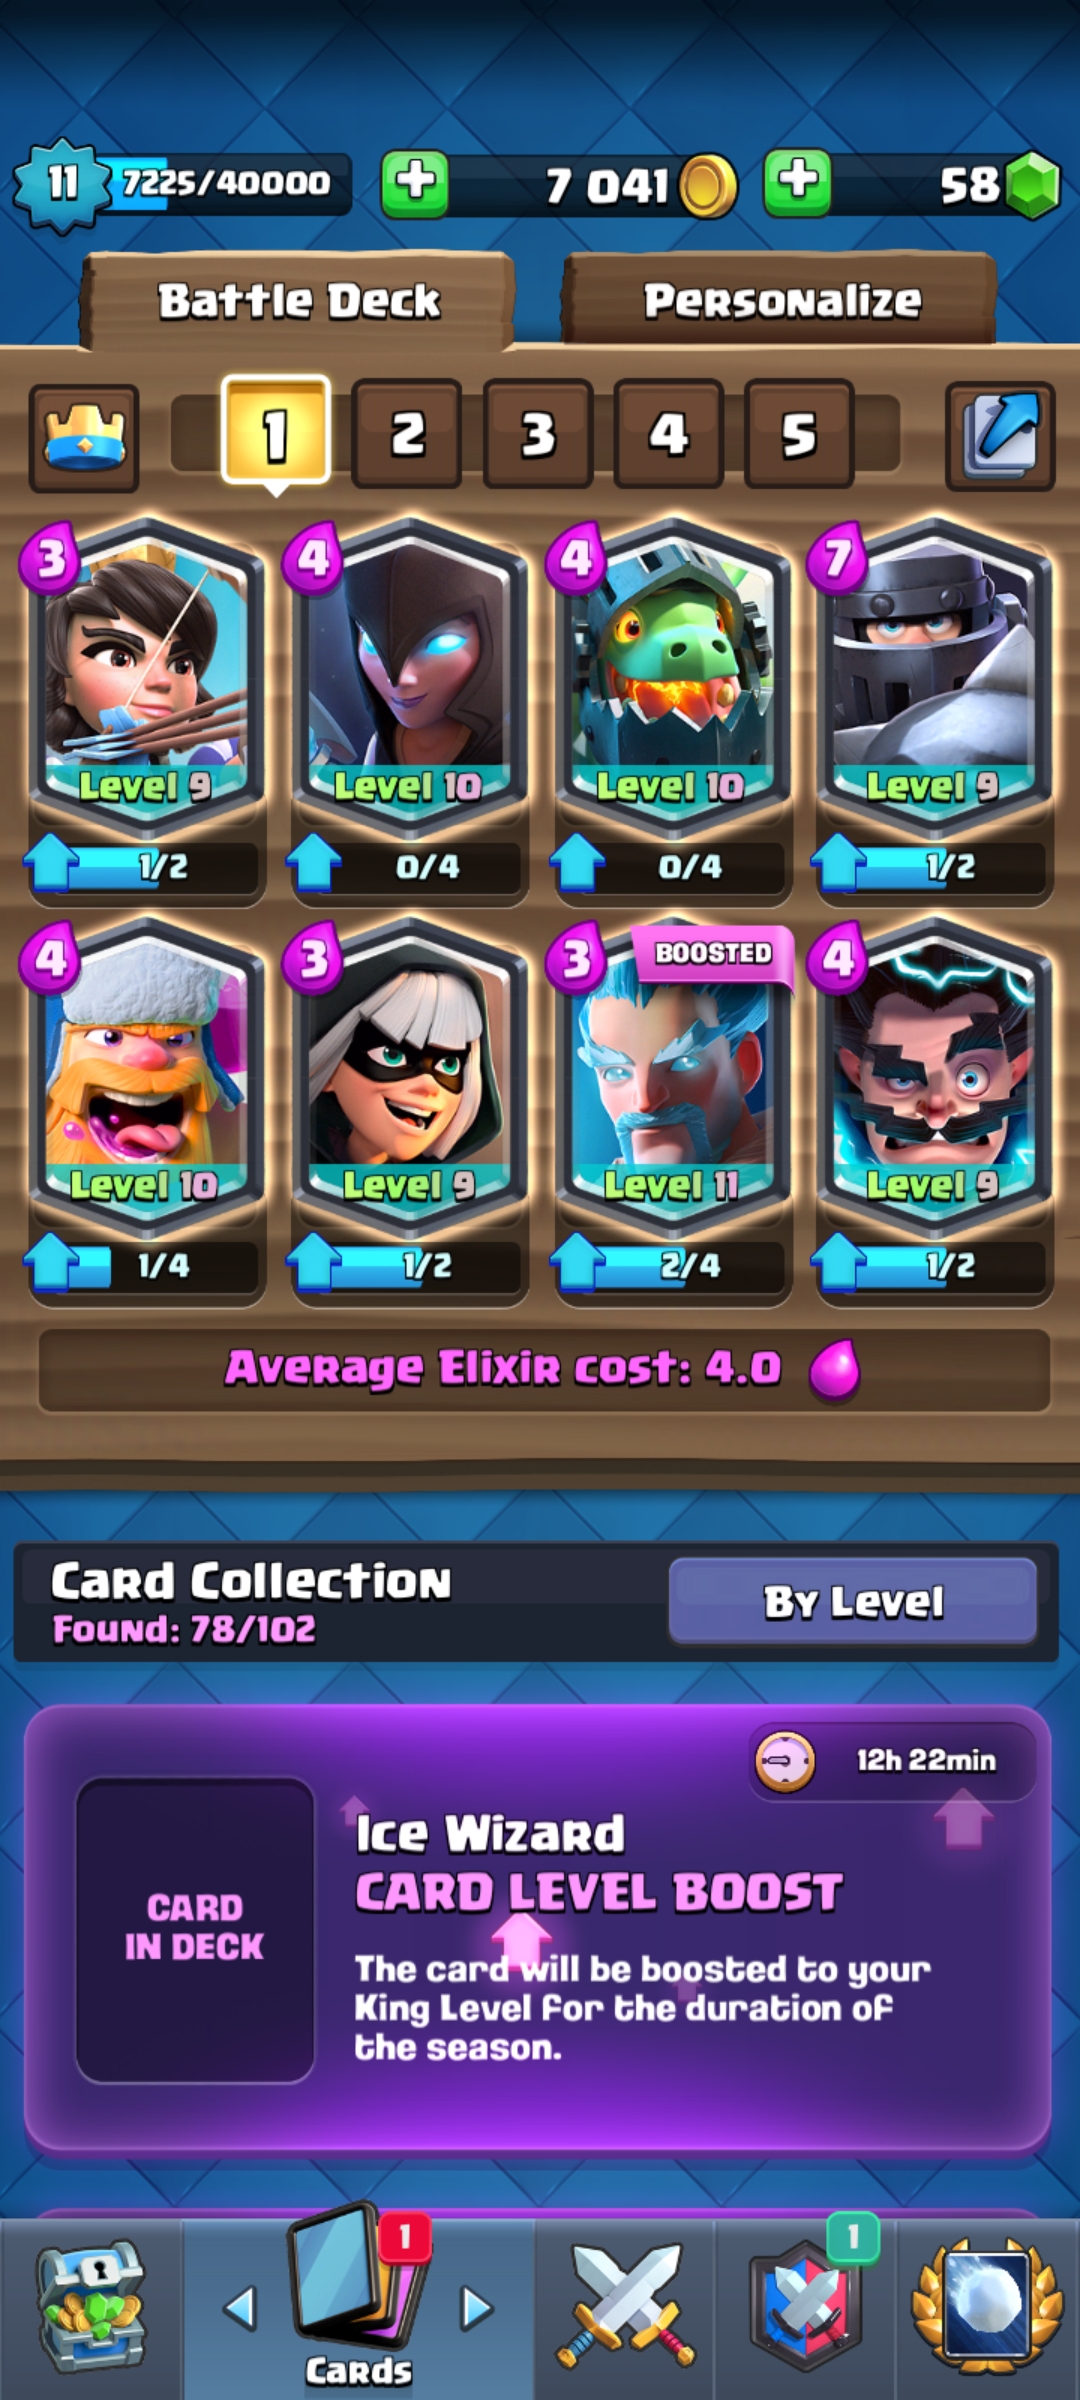 11
7225/40000
7 041
58
Battle Deck
Personalize
1
2
3
4
5
3
4
4
7
Level 9
Level 10
Level 10
Level 9
1/2
0/4
0/4
1/2
4
3
3
BOOSTED
4
Level 10
Level 9
Level 11
Level 9
1/4
1/2
2/4
1/2
Average Elixir cost: 4.0
Card Collection
Found: 78/102
By Level
12h 22min
CARD
IN DECK
Ice Wizard
CARD LEVEL BOOST
The card will be boosted to your
King Level for the duration of
the season.
1
1
Cards